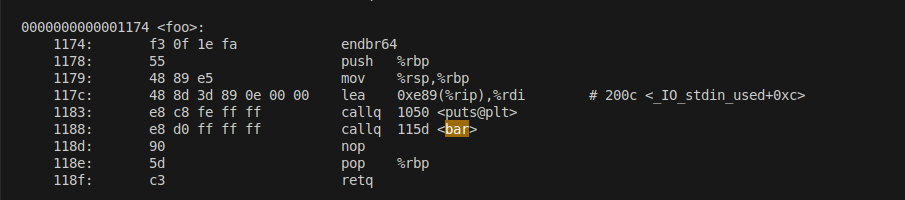 0000000000001174 <foo>:
    1174:       f3 0f 1e fa             endbr64
    1178:       55                      push   %rbp
    1179:       48 89 e5                mov    %rsp,%rbp
    117c:       48 8d 3d 89 0e 00 00    lea    0xe89(%rip),%rdi        # 200c <_IO_stdin_used+0xc>
    1183:       e8 c8 fe ff ff          callq  1050 <puts@plt>
    1188:       e8 d0 ff ff ff          callq  115d <bar>
    118d:       90                      nop
    118e:       5d                      pop    %rbp
    118f:       c3                      retq